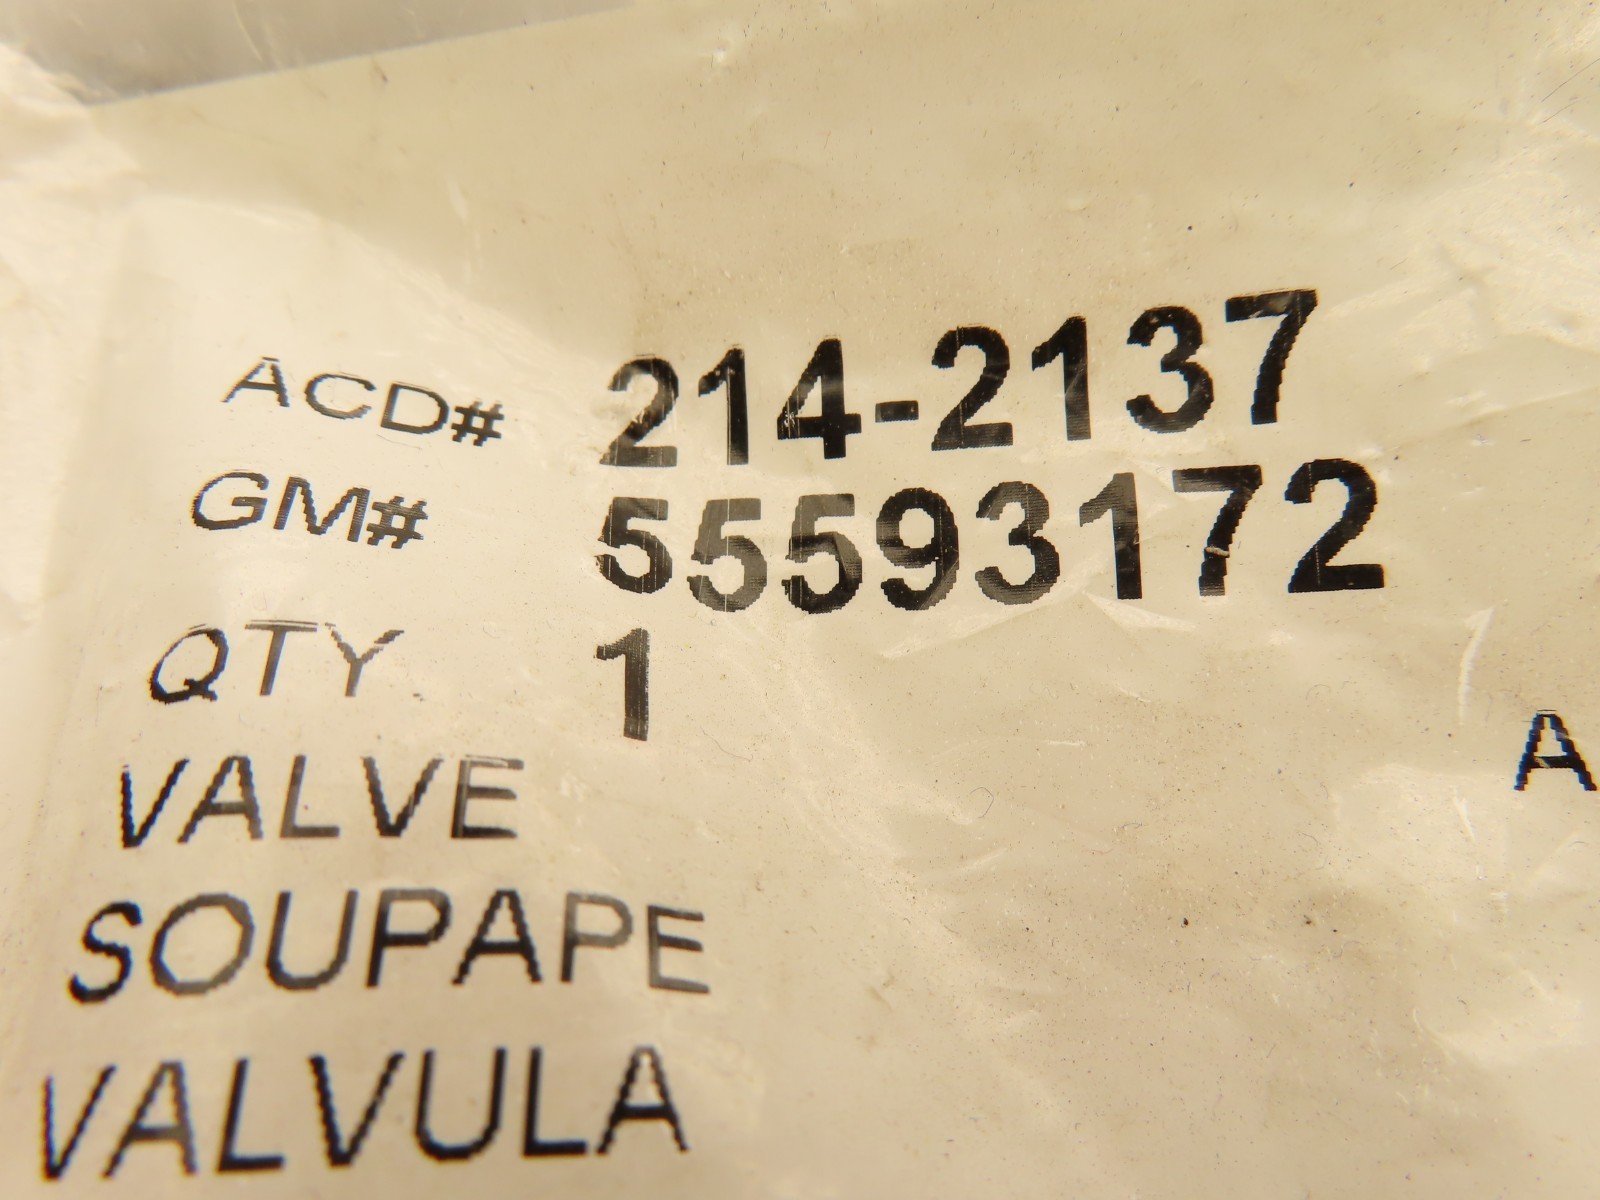 ACD# 214-2137
GM# 55593172
QTY 1
VALVE
A
SOUPAPE
VALVULA